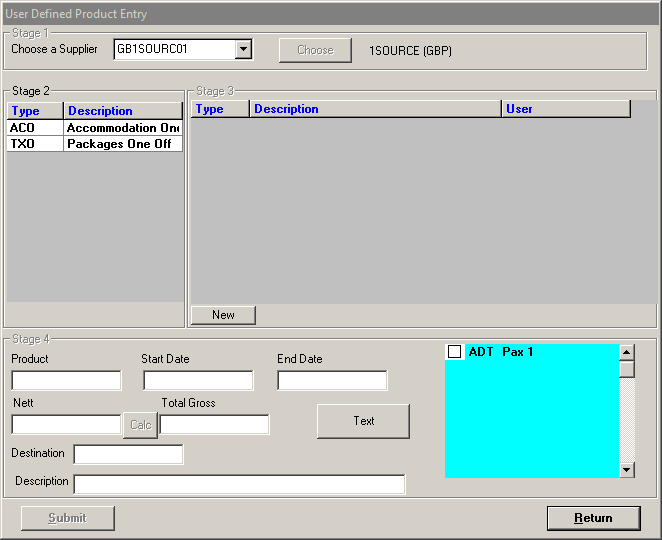 User Defined Product Entry
Stage 1
Choose a Supplier GB1SOURC01 Choose 1SOURCE (GBP)
Stage 2
Type Description
ACO Accommodation One
TXO Packages One Off
Stage 3
Type Description User
New
Stage 4
Product Start Date End Date
Nett Total Gross
Calc
Text
Destination
Description
ADT Pax 1
Submit Return